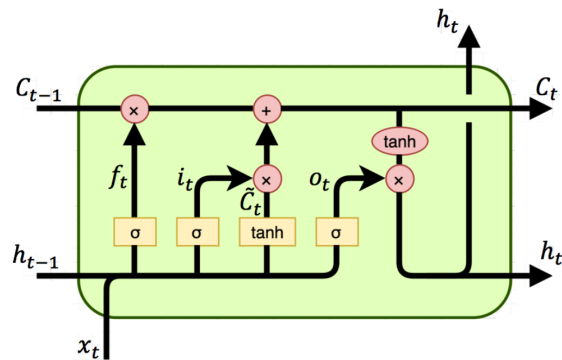 h_t
C_{t−1} × + C_t
tanh
f_t i_t × o_t ×
C̃_t
σ σ tanh σ
h_{t−1} h_t
x_t